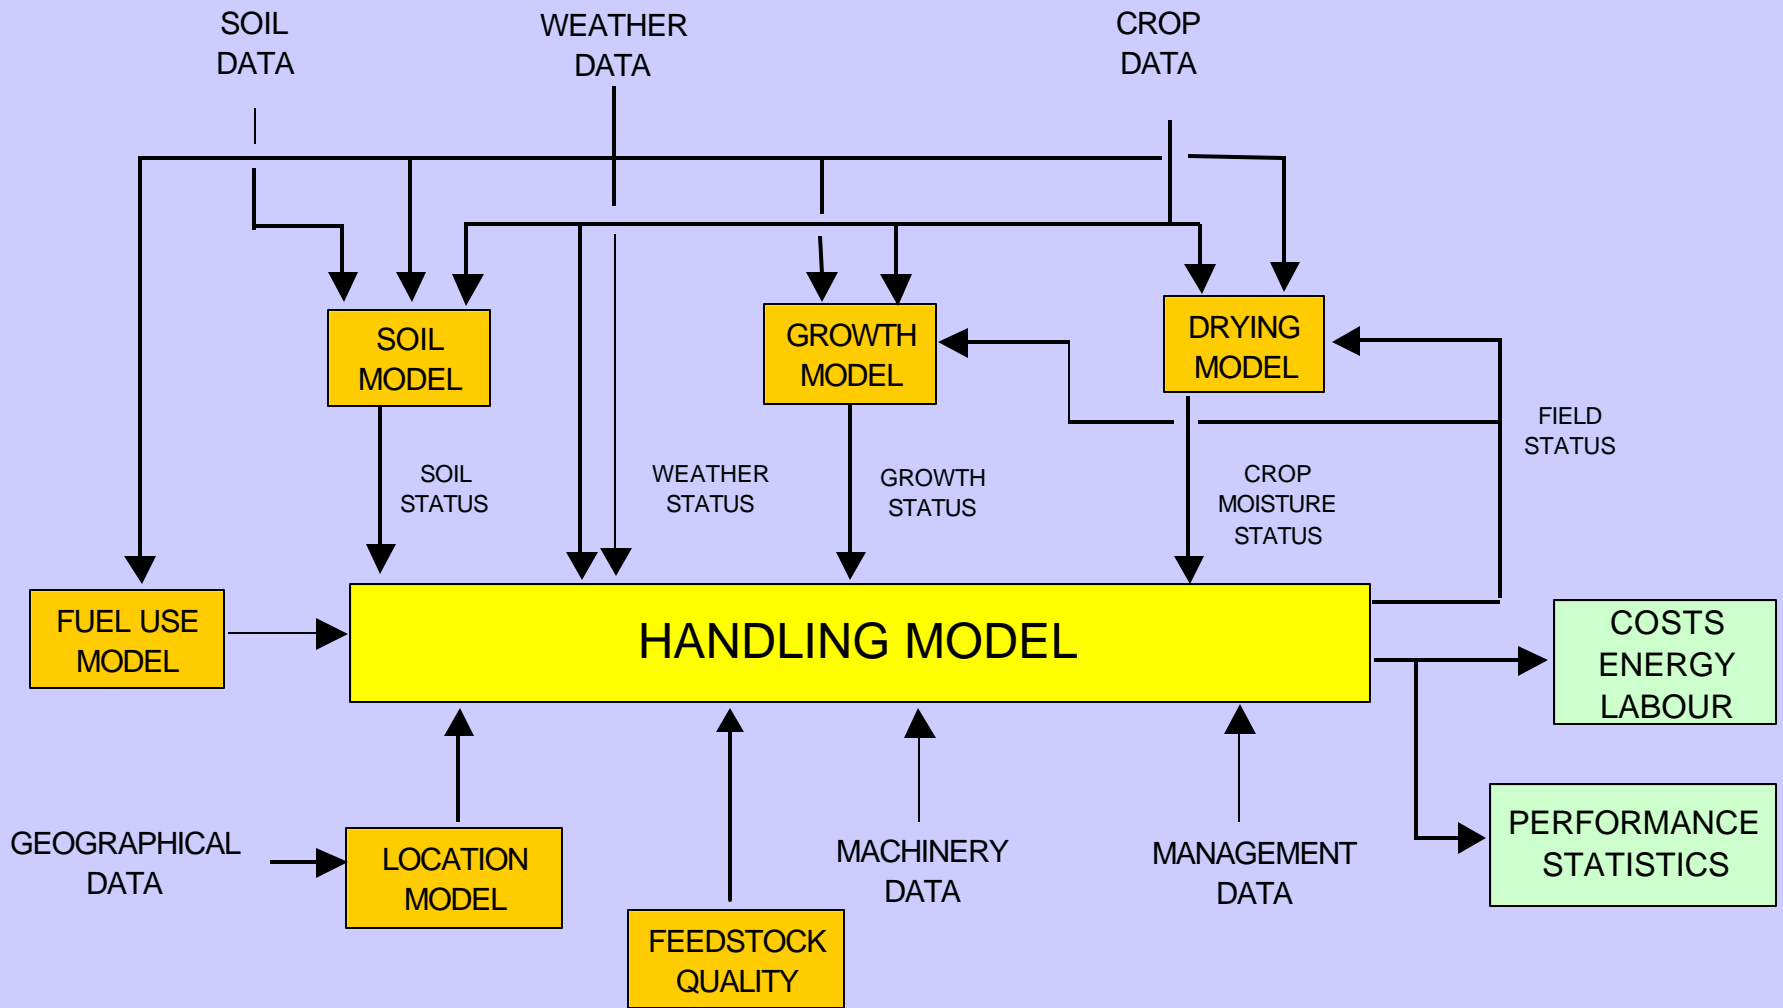 SOIL
DATA
WEATHER
DATA
CROP
DATA
SOIL
MODEL
GROWTH
MODEL
DRYING
MODEL
FIELD
STATUS
SOIL
STATUS
WEATHER
STATUS
GROWTH
STATUS
CROP
MOISTURE
STATUS
FUEL USE
MODEL
HANDLING MODEL
COSTS
ENERGY
LABOUR
GEOGRAPHICAL
DATA
LOCATION
MODEL
FEEDSTOCK
QUALITY
MACHINERY
DATA
MANAGEMENT
DATA
PERFORMANCE
STATISTICS